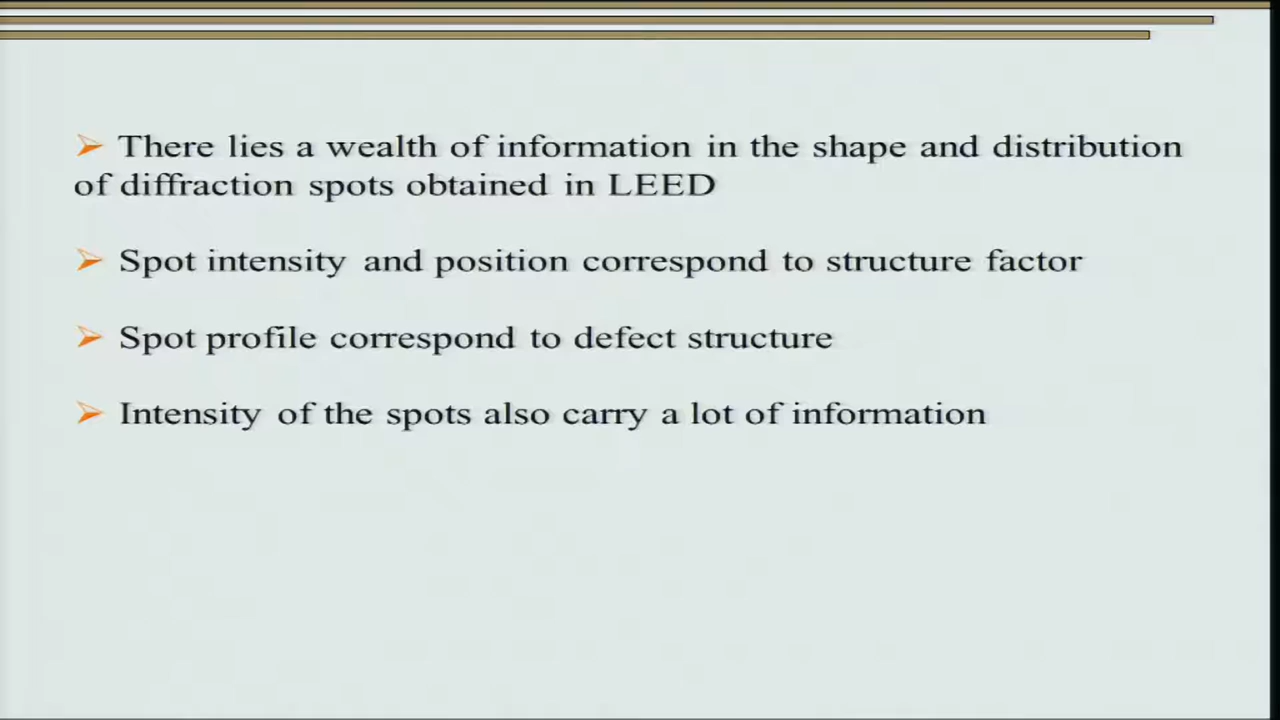 ➢ There lies a wealth of information in the shape and distribution
of diffraction spots obtained in LEED
➢ Spot intensity and position correspond to structure factor
➢ Spot profile correspond to defect structure
➢ Intensity of the spots also carry a lot of information